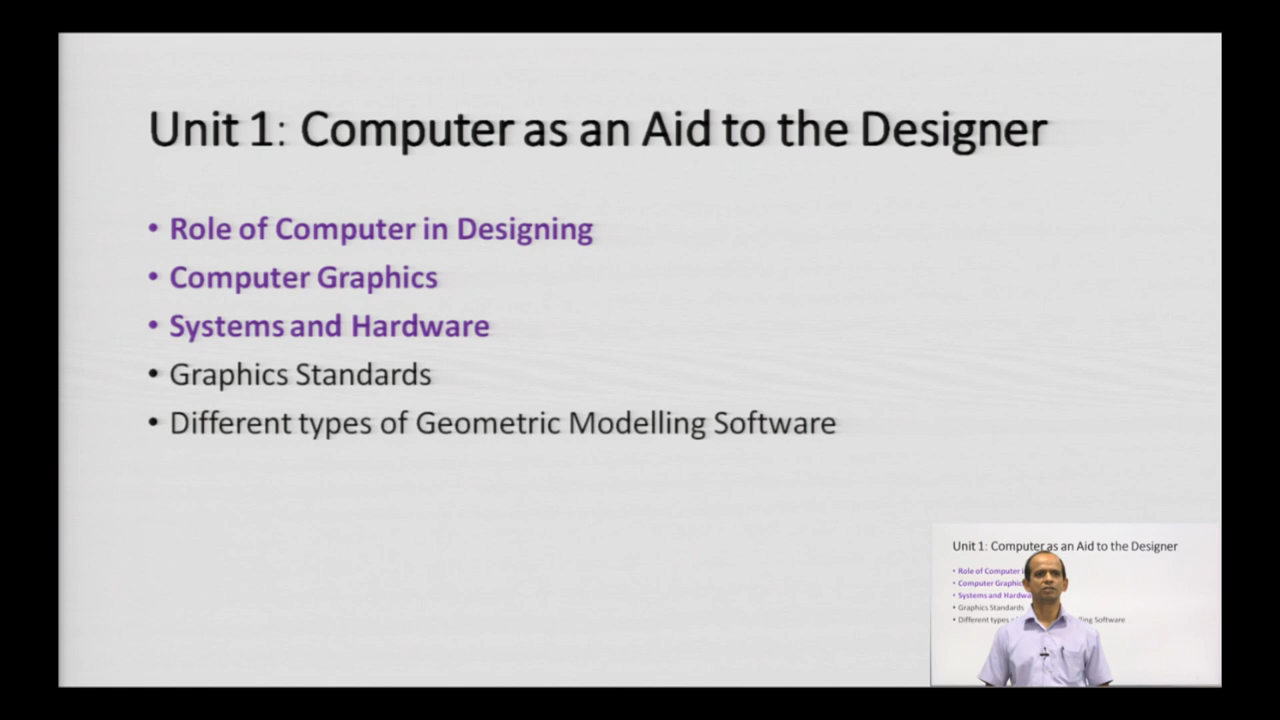 Unit 1: Computer as an Aid to the Designer
• Role of Computer in Designing
• Computer Graphics
• Systems and Hardware
• Graphics Standards
• Different types of Geometric Modelling Software
Unit 1: Computer as an Aid to the Designer
• Role of Computer
• Computer Graphic
• Systems and Hardwa
• Graphics Standards
• Different types ling Software